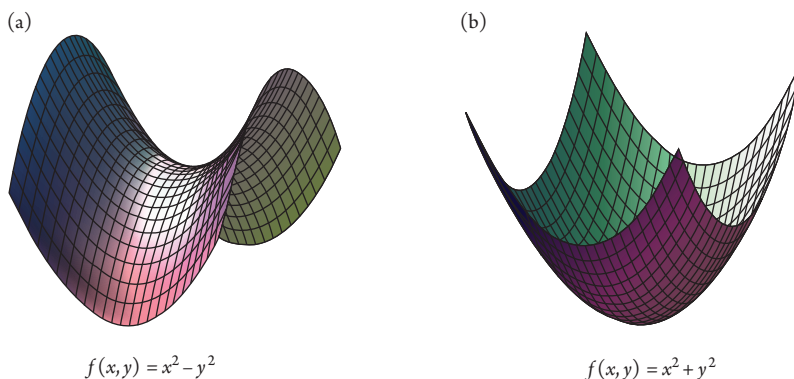 (a)
(b)
f(x,y) = x² – y²
f(x,y) = x² + y²